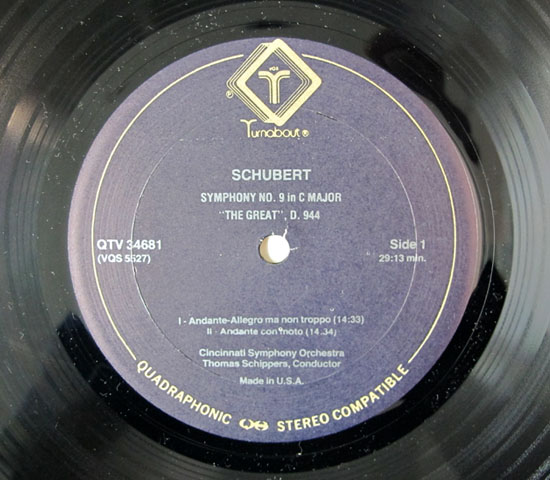 VOX
Turnabout ®
℗
SCHUBERT
SYMPHONY NO. 9 in C MAJOR
"THE GREAT", D. 944
QTV 34681
(VQS 5527)
Side 1
29:13 min.
I - Andante-Allegro ma non troppo (14:33)
II - Andante con moto (14:34)
Cincinnati Symphony Orchestra
Thomas Schippers, Conductor
Made in U.S.A.
QUADRAPHONIC QS STEREO COMPATIBLE